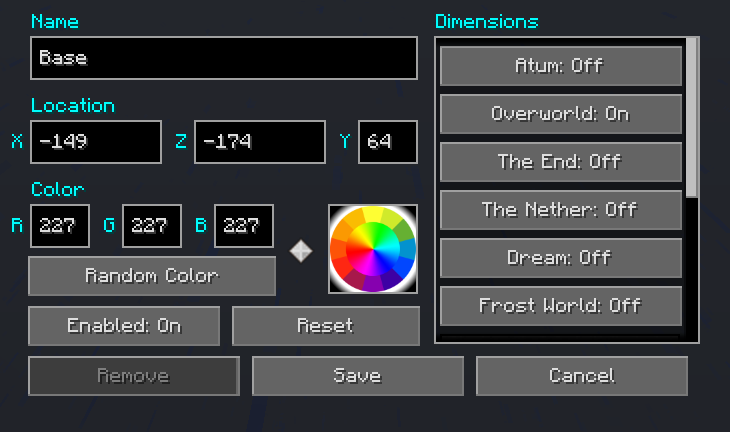 Name
Base
Location
X -149 Z -174 Y 64
Color
R 227 G 227 B 227
Random Color
Enabled: On Reset
Remove Save Cancel
Dimensions
Atum: Off
Overworld: On
The End: Off
The Nether: Off
Dream: Off
Frost World: Off